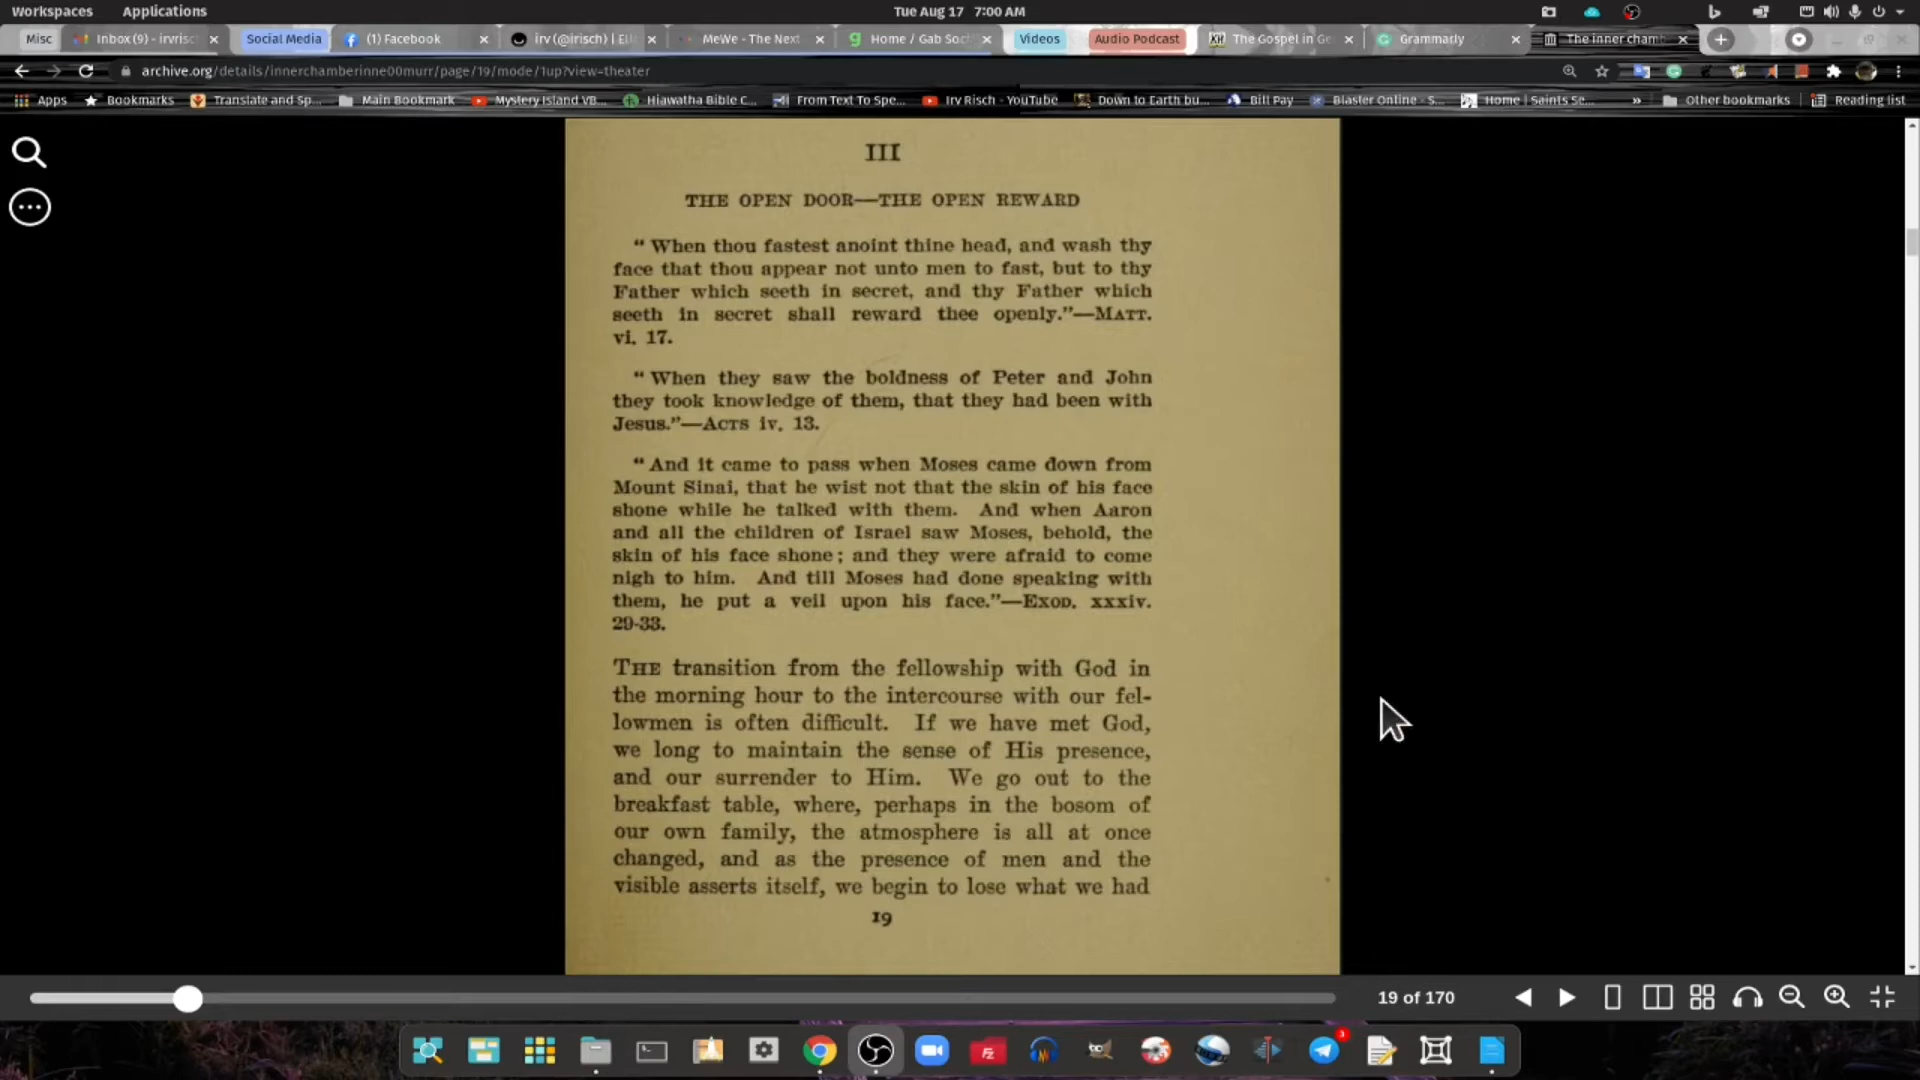 Workspaces Applications Tue Aug 17 7:00 AM
Misc Inbox (9) - irvrisc Social Media (1) Facebook irv (@irisch) | MeWe - The Next Home / Gab Soc Videos Audio Podcast The Gospel in Ge Grammatly The inner cham
archive.org/details/innerchamberinne00murr/page/19/mode/1up?view=theater
Apps Bookmarks Translate and Sp... Main Bookmark Mystery Island VB... Hiawatha Bible C... From Text To Spe... Irv Risch - YouTube Down to Earth bu... Bill Pay Blaster Online - S... Home | Saints Se... » Other bookmarks Reading list
III
THE OPEN DOOR—THE OPEN REWARD
“ When thou fastest anoint thine head, and wash thy
face that thou appear not unto men to fast, but to thy
Father which seeth in secret, and thy Father which
seeth in secret shall reward thee openly.”—MATT.
vi. 17.
“ When they saw the boldness of Peter and John
they took knowledge of them, that they had been with
Jesus.”—ACTS iv. 13.
“ And it came to pass when Moses came down from
Mount Sinai, that he wist not that the skin of his face
shone while he talked with them. And when Aaron
and all the children of Israel saw Moses, behold, the
skin of his face shone ; and they were afraid to come
nigh to him. And till Moses had done speaking with
them, he put a veil upon his face.”—EXOD. xxxiv.
29-33.
THE transition from the fellowship with God in
the morning hour to the intercourse with our fel-
lowmen is often difficult. If we have met God,
we long to maintain the sense of His presence,
and our surrender to Him. We go out to the
breakfast table, where, perhaps in the bosom of
our own family, the atmosphere is all at once
changed, and as the presence of men and the
visible asserts itself, we begin to lose what we had
19
19 of 170
Fz 3